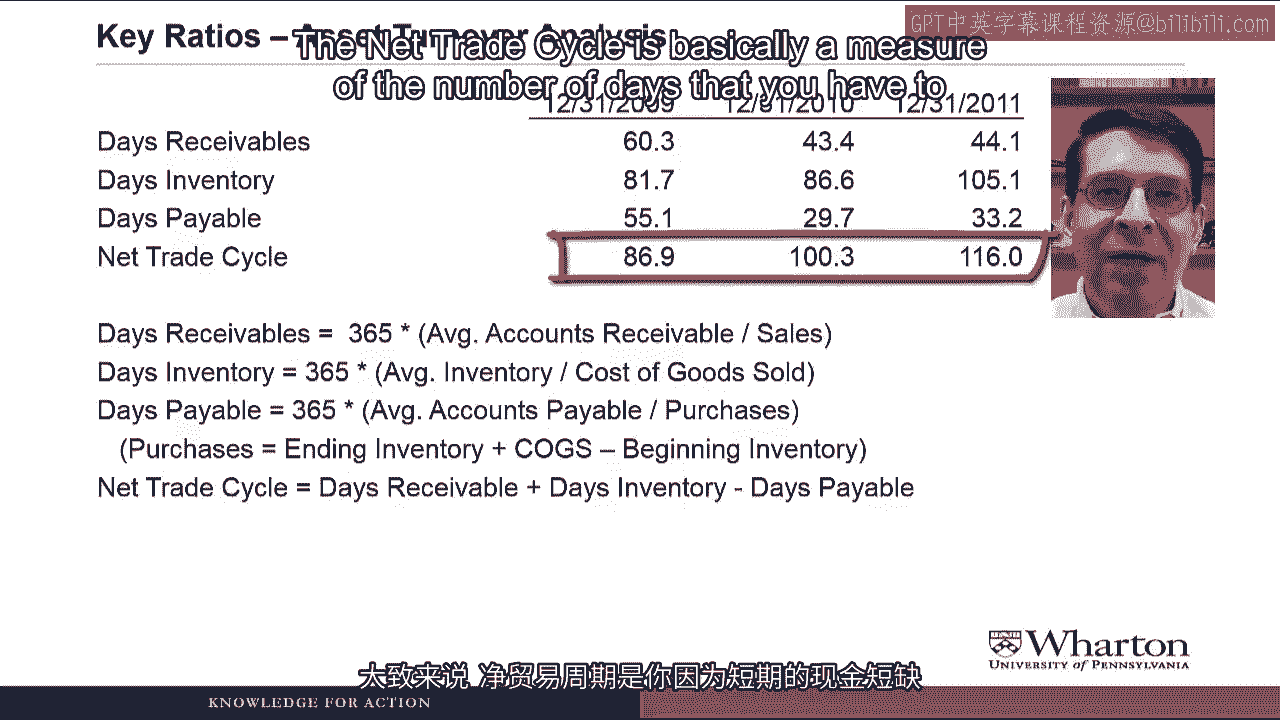 GPT中英字幕课程资源@bilibili.com
Key Ratios – Asset Turnover Analysis
The Net Trade Cycle is basically a measure
of the number of days that you have to
12/31/2009 12/31/2010 12/31/2011
Days Receivables 60.3 43.4 44.1
Days Inventory 81.7 86.6 105.1
Days Payable 55.1 29.7 33.2
Net Trade Cycle 86.9 100.3 116.0
Days Receivables = 365 * (Avg. Accounts Receivable / Sales)
Days Inventory = 365 * (Avg. Inventory / Cost of Goods Sold)
Days Payable = 365 * (Avg. Accounts Payable / Purchases)
(Purchases = Ending Inventory + COGS – Beginning Inventory)
Net Trade Cycle = Days Receivable + Days Inventory - Days Payable
Wharton
UNIVERSITY of PENNSYLVANIA
大致来说 净贸易周期是你因为短期的现金短缺
KNOWLEDGE FOR ACTION